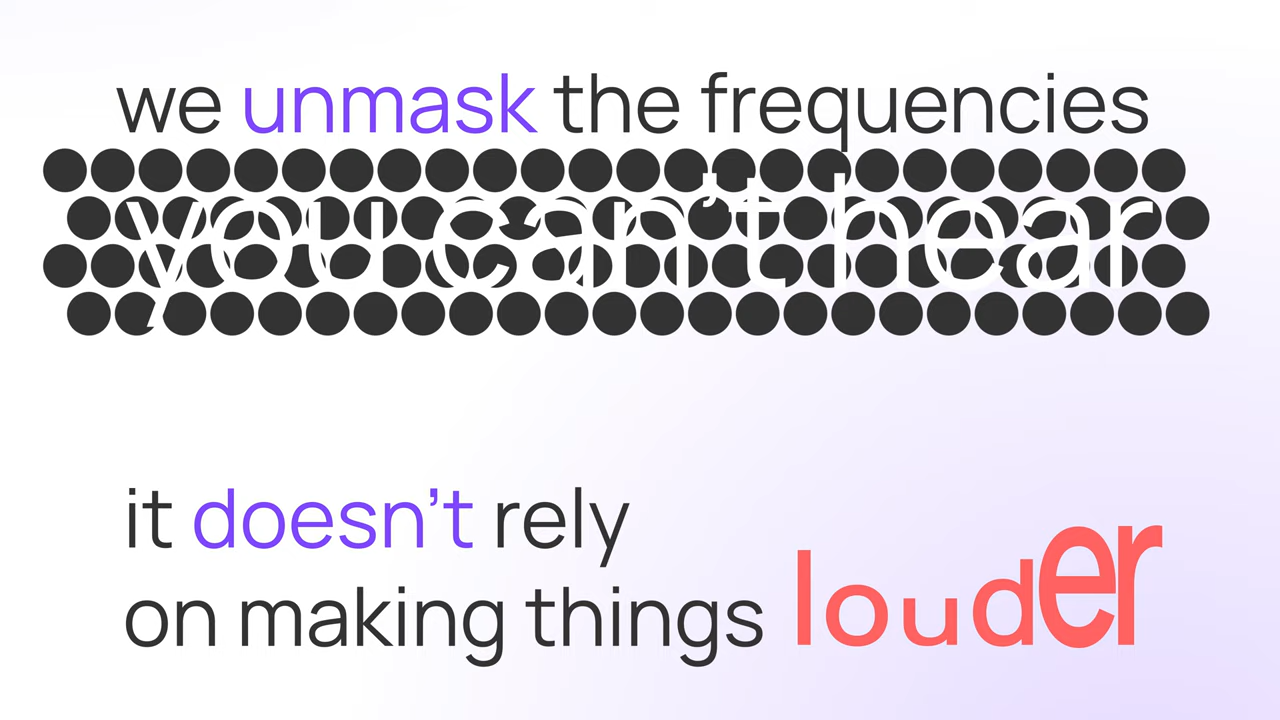 we unmask the frequencies
you can’t hear
it doesn’t rely
on making things louder